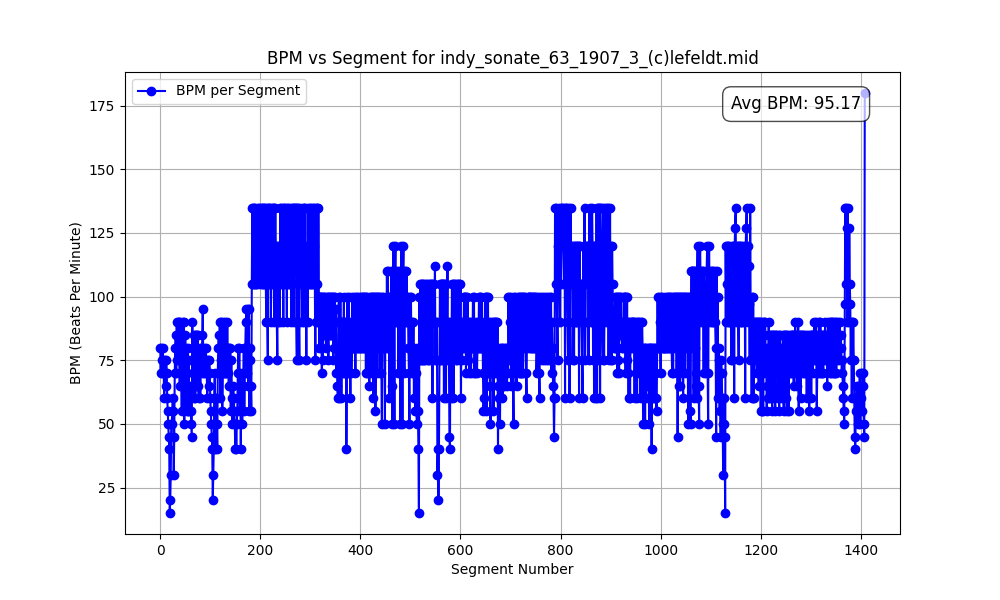 BPM vs Segment for indy_sonate_63_1907_3_(c)lefeldt.mid
BPM per Segment
Avg BPM: 95.17
BPM (Beats Per Minute)
175
150
125
100
75
50
25
0 200 400 600 800 1000 1200 1400
Segment Number